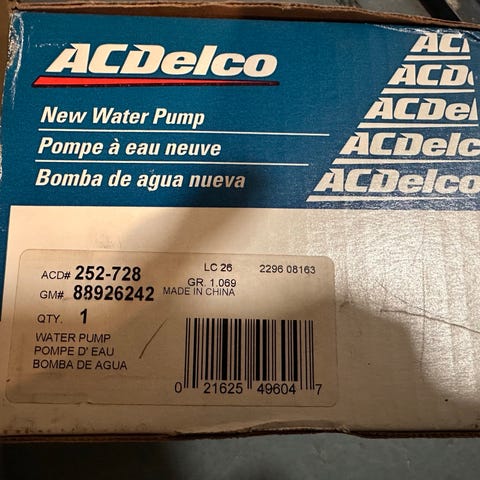 ACDelco
New Water Pump
Pompe à eau neuve
Bomba de agua nueva
ACDelco
ACDelco
ACD# 252-728
LC 26
2296 08163
GR. 1.069
GM# 88926242
MADE IN CHINA
QTY. 1
WATER PUMP
POMPE D' EAU
BOMBA DE AGUA
0 21625 49604 7